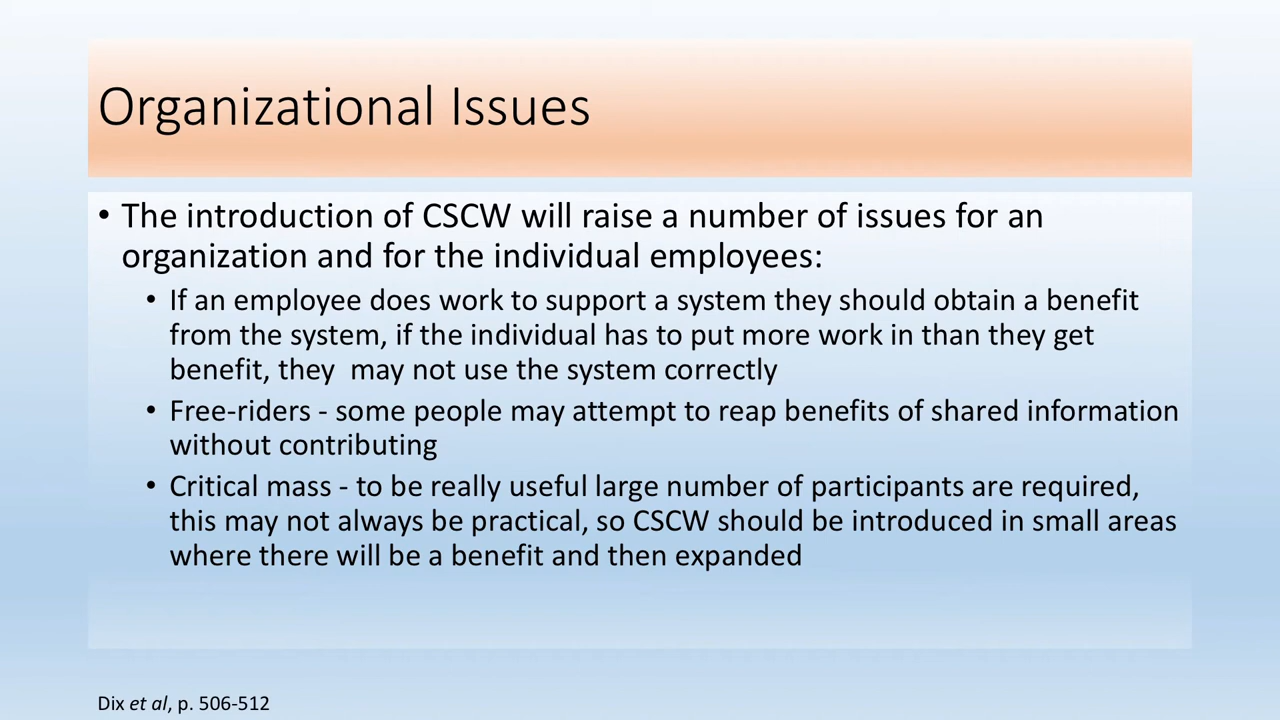 Organizational Issues
• The introduction of CSCW will raise a number of issues for an
organization and for the individual employees:
• If an employee does work to support a system they should obtain a benefit
from the system, if the individual has to put more work in than they get
benefit, they  may not use the system correctly
• Free-riders - some people may attempt to reap benefits of shared information
without contributing
• Critical mass - to be really useful large number of participants are required,
this may not always be practical, so CSCW should be introduced in small areas
where there will be a benefit and then expanded
Dix et al, p. 506-512